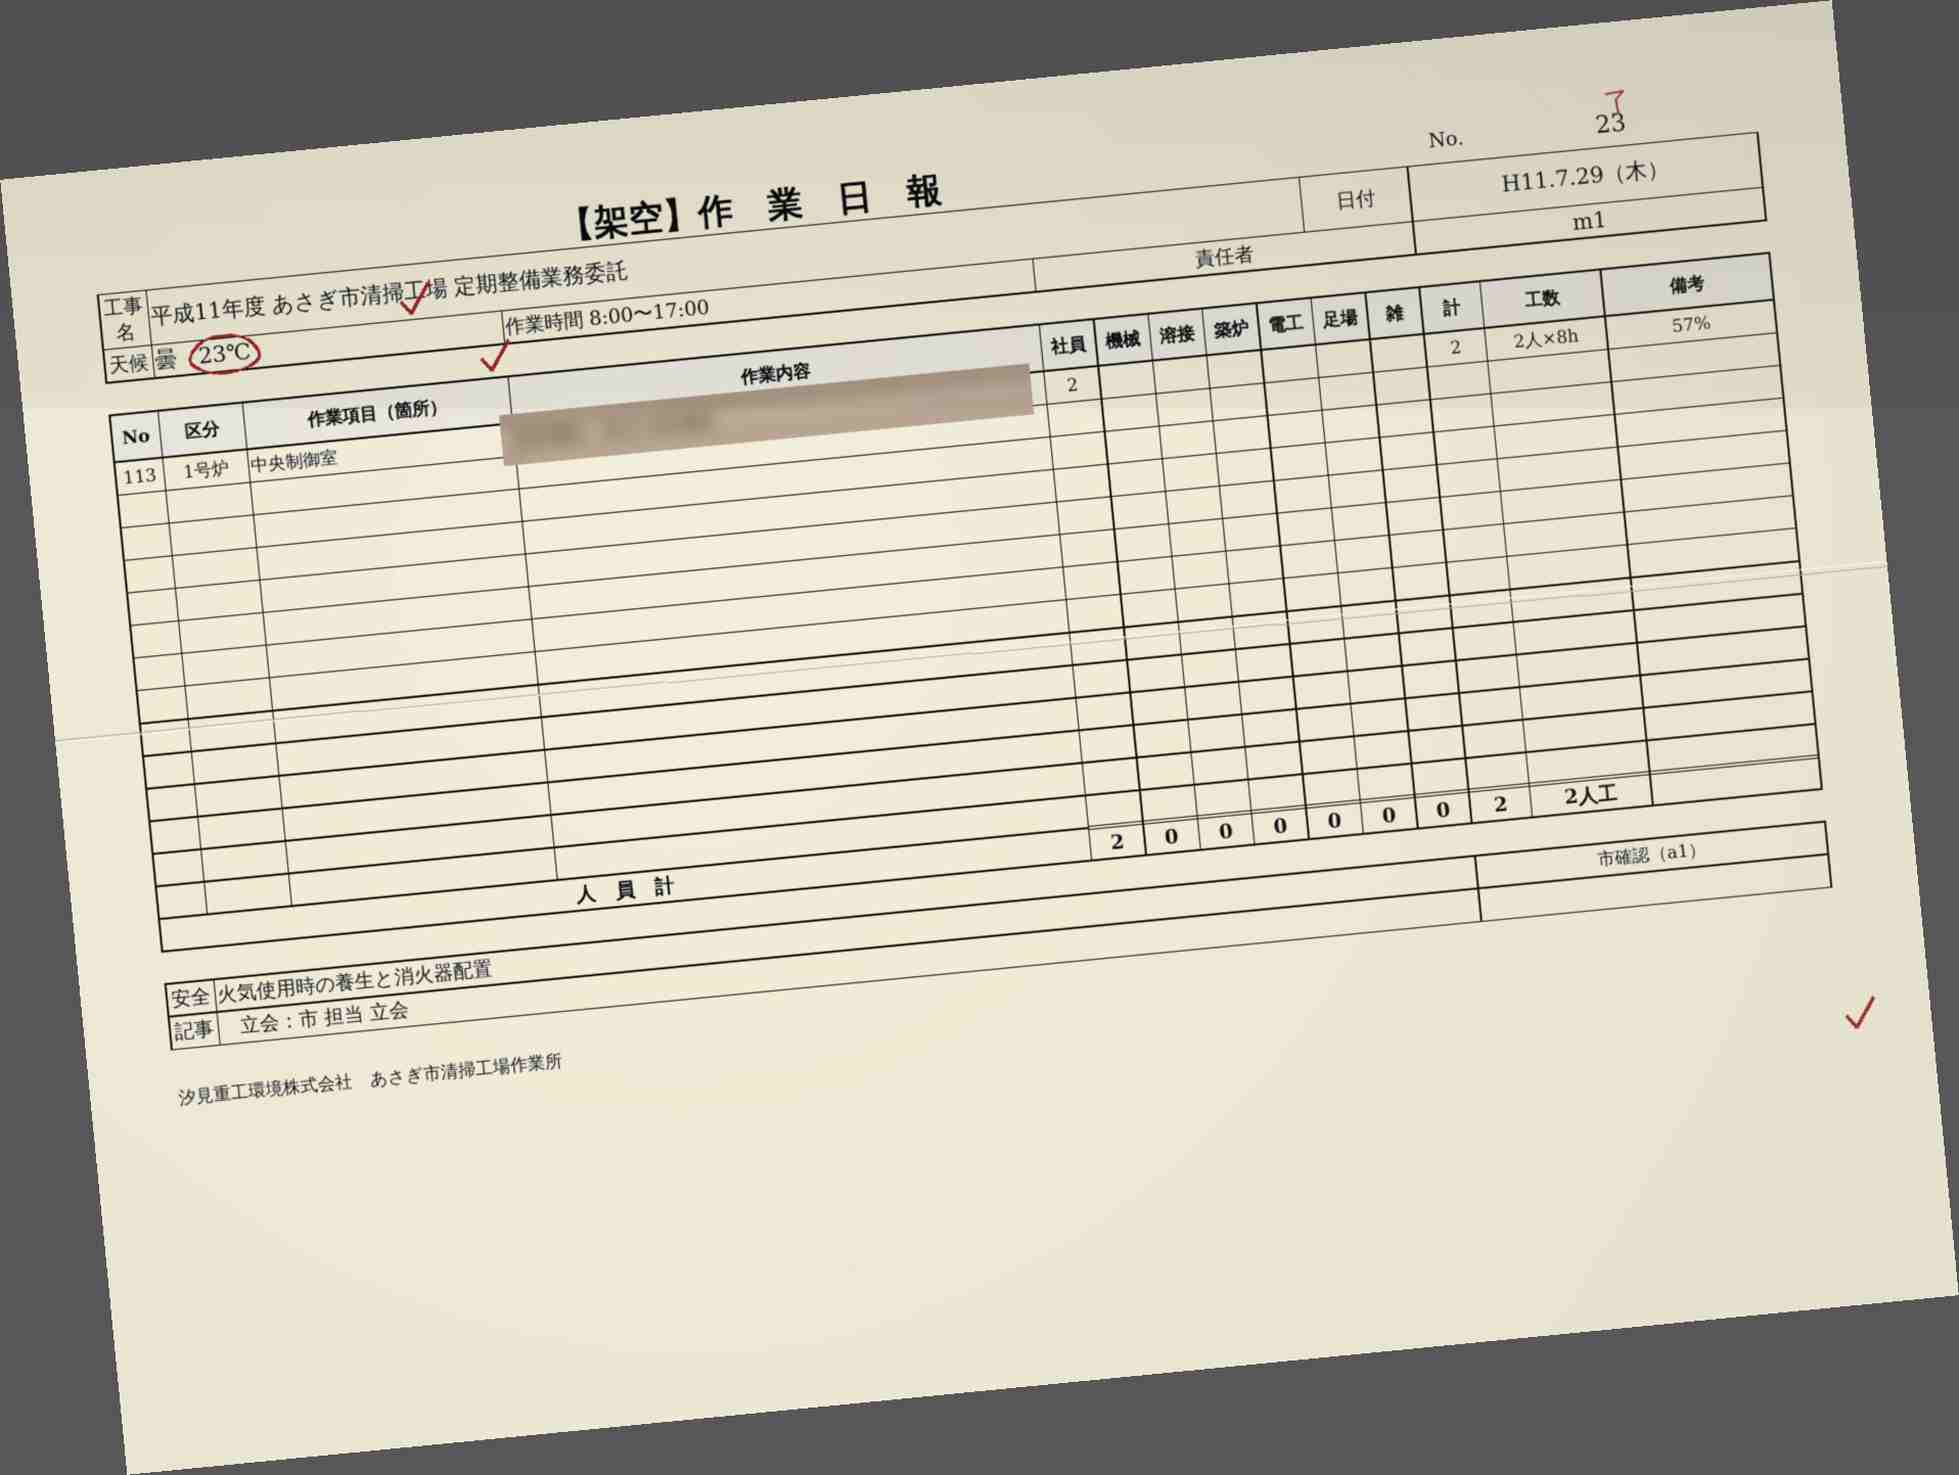 了
No. 23
【架空】作 業 日 報
工事名 平成11年度 あさぎ市清掃工場 定期整備業務委託 日付 H11.7.29（木）
天候 曇 23℃ 作業時間 8:00〜17:00 責任者 m1
No 区分 作業項目（箇所） 作業内容 社員 機械 溶接 築炉 電工 足場 雑 計 工数 備考
113 1号炉 中央制御室 2 2 2人×8h 57%
人 員 計 2 0 0 0 0 0 0 2 2人工
市確認（a1）
安全 火気使用時の養生と消火器配置
記事 立会：市 担当 立会
汐見重工環境株式会社 あさぎ市清掃工場作業所